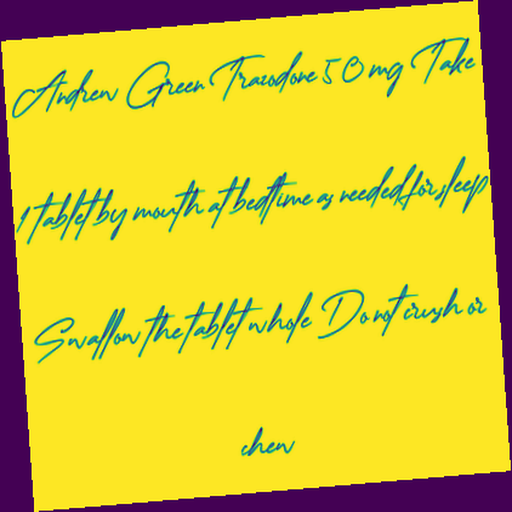 Andrew Green Trazodone 50 mg Take
1 tablet by mouth at bedtime as needed for sleep
Swallow the tablet whole Do not crush or
chew